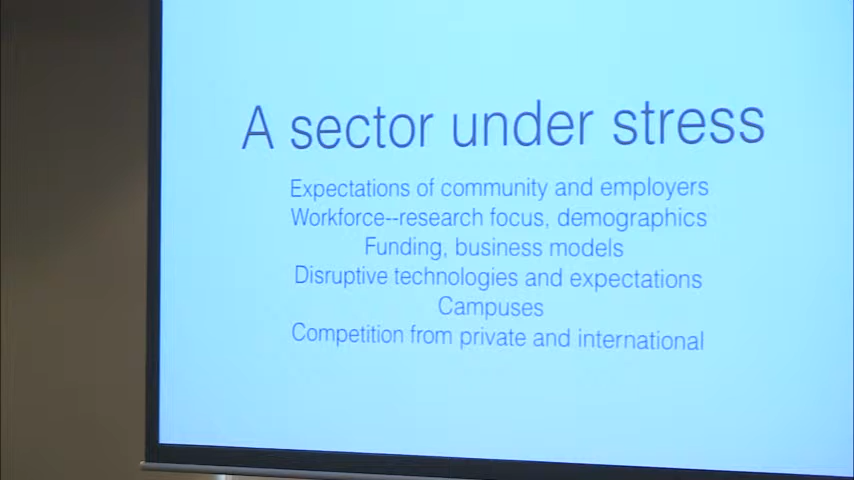 A sector under stress
Expectations of community and employers
Workforce--research focus, demographics
Funding, business models
Disruptive technologies and expectations
Campuses
Competition from private and international